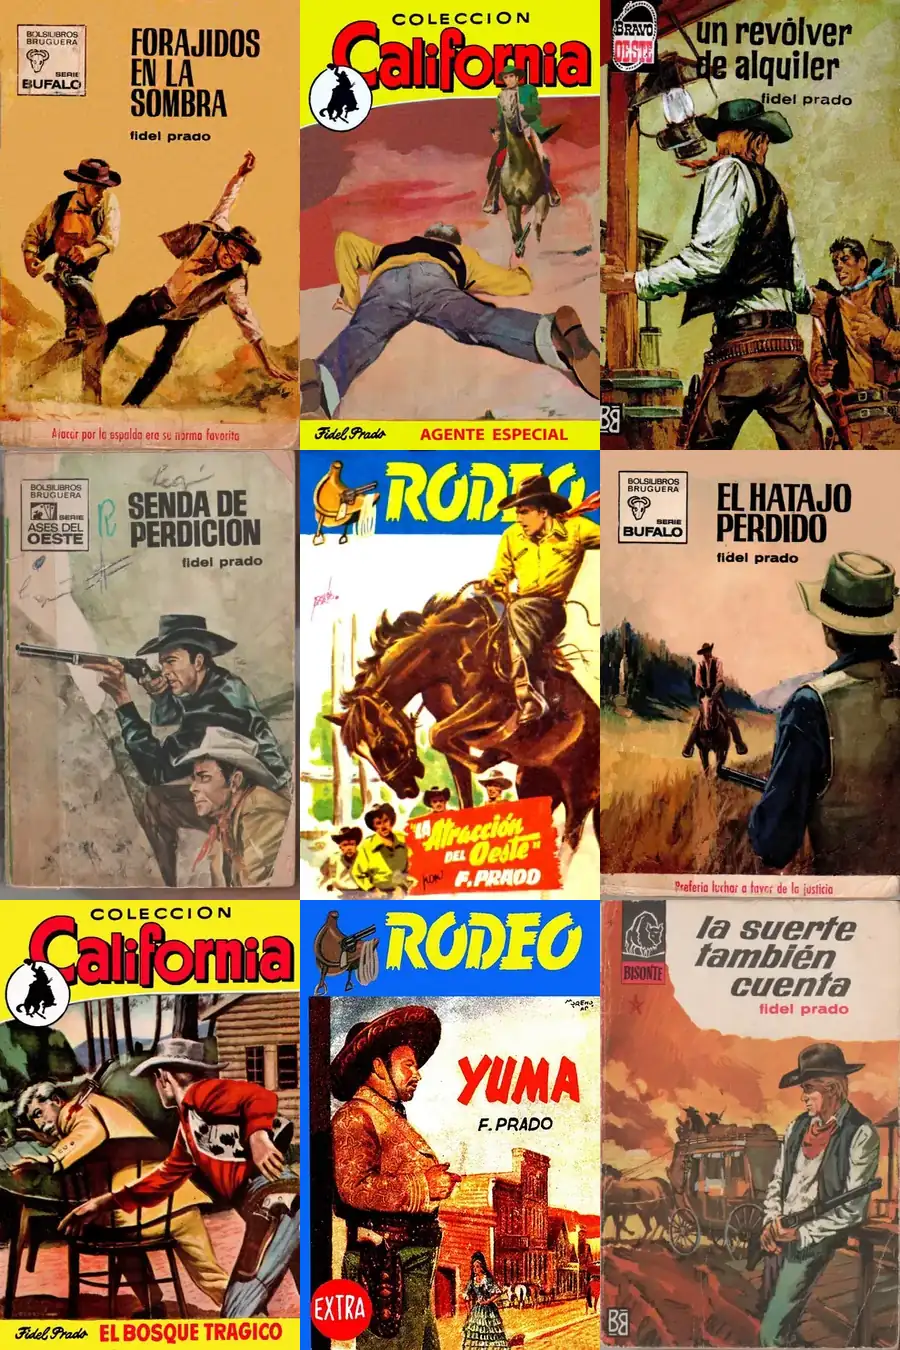 BOLSILIBROS
BRUGUERA
SERIE
BUFALO
FORAJIDOS
EN LA
SOMBRA
fidel prado
Atacar por la espalda era su norma favorita
COLECCION
California
Fidel Prado
AGENTE ESPECIAL
BRAVO
OESTE
un revólver
de alquiler
fidel prado
BB
BOLSILIBROS
BRUGUERA
SERIE
ASES DEL
OESTE
R
SENDA DE
PERDICION
fidel prado
RODEO
"LA
Atracción
DEL Oeste"
POR
F. PRADO
BOLSILIBROS
BRUGUERA
SERIE
BUFALO
EL HATAJO
PERDIDO
fidel prado
Prefería luchar a favor de la justicia
COLECCION
California
Fidel Prado
EL BOSQUE TRAGICO
RODEO
YUMA
F. PRADO
EXTRA
BISONTE
la suerte
también
cuenta
fidel prado
BB